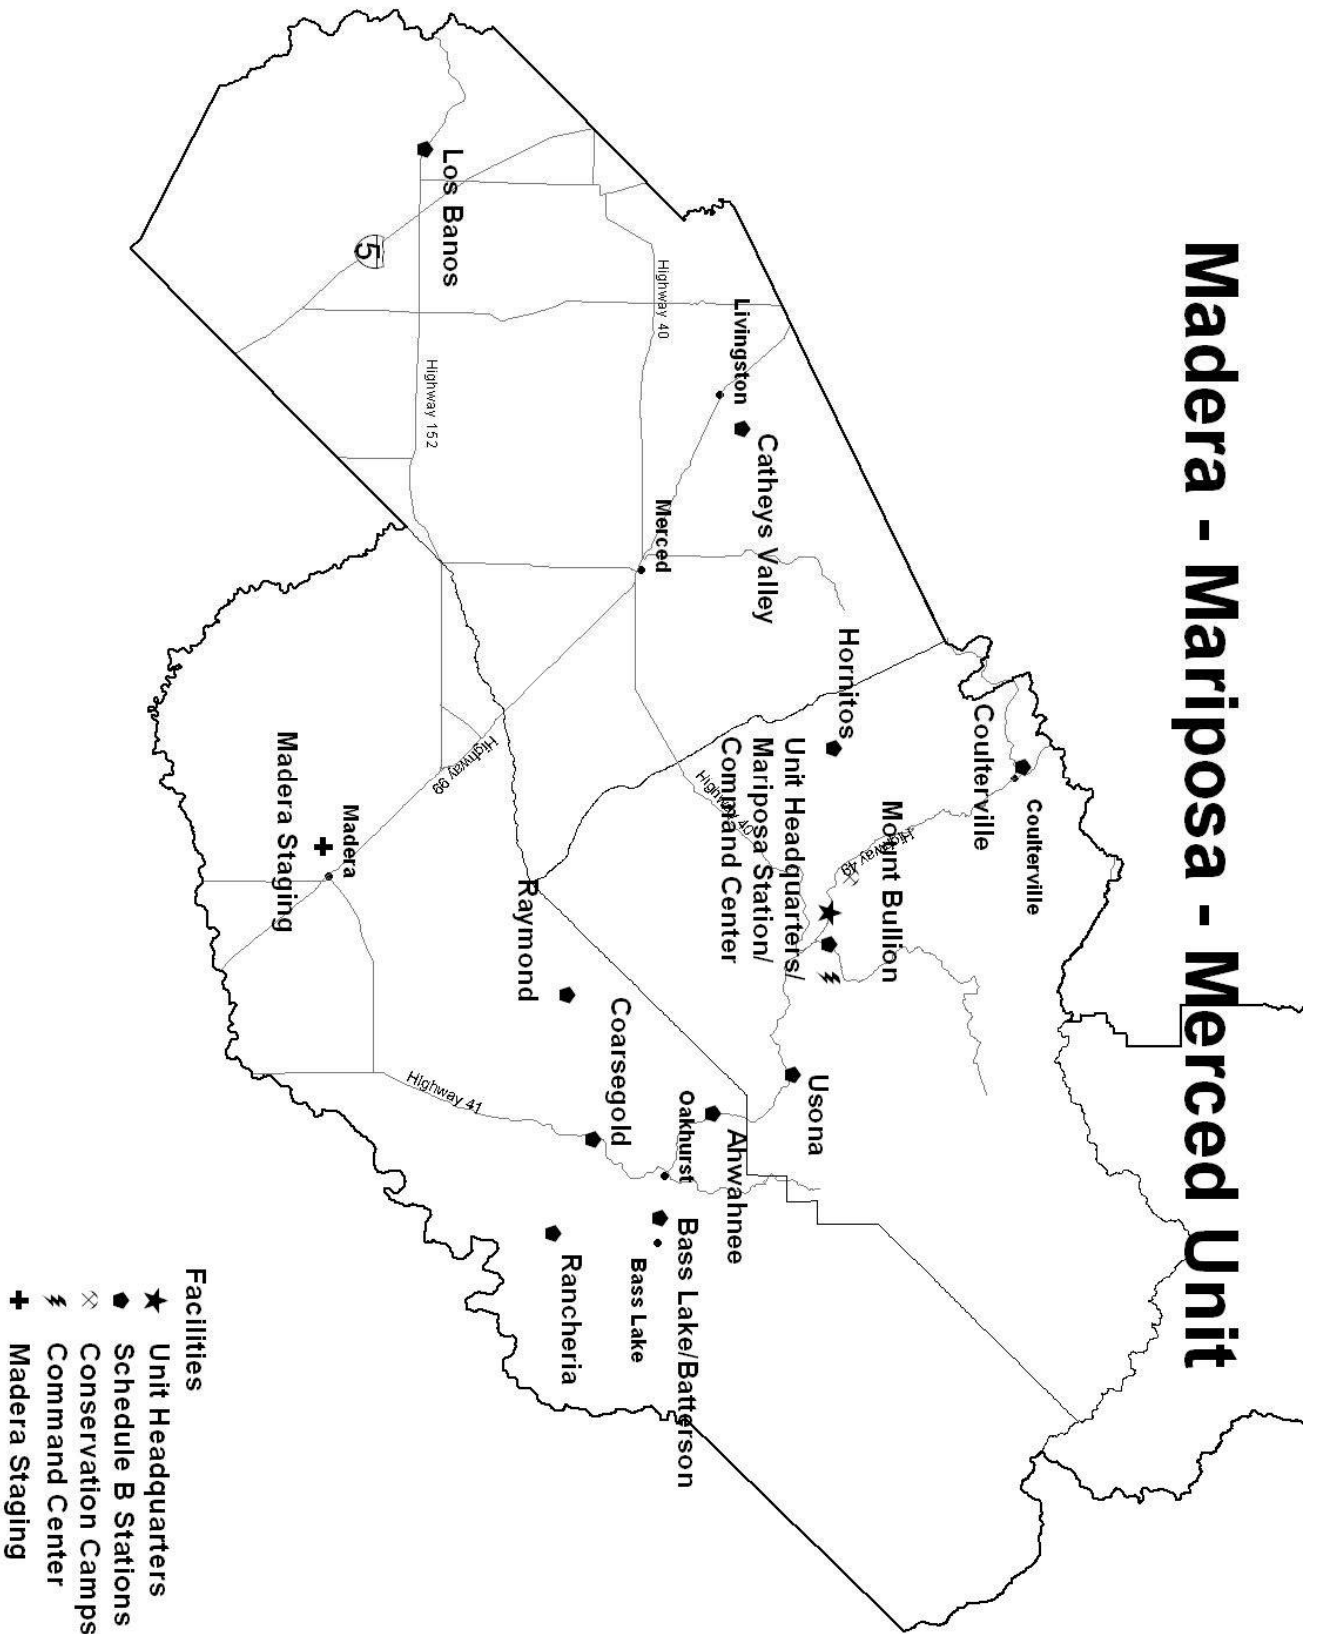 Madera - Mariposa - Merced Unit
Coulterville
Coulterville
Mount Bullion
Highway 49
Hornitos
Unit Headquarters/
Mariposa Station/
Command Center
Highway 40
Usona
Catheys Valley
Livingston
Ahwahnee
Oakhurst
Bass Lake/Batterson
Bass Lake
Highway 40
Merced
Coarsegold
Rancheria
Raymond
Los Banos
Highway 152
5
Highway 99
Highway 41
Madera
Madera Staging
Facilities
Unit Headquarters
Schedule B Stations
Conservation Camps
Command Center
Madera Staging